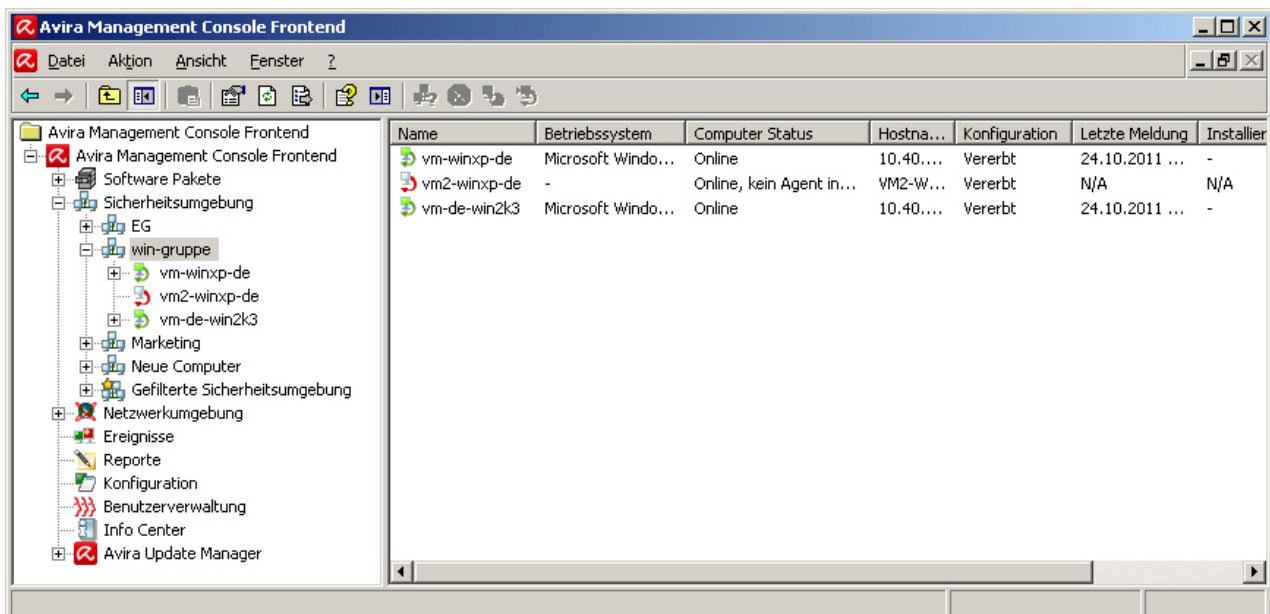 Avira Management Console Frontend
Datei Aktion Ansicht Fenster ?
Avira Management Console Frontend
Avira Management Console Frontend
Software Pakete
Sicherheitsumgebung
EG
win-gruppe
vm-winxp-de
vm2-winxp-de
vm-de-win2k3
Marketing
Neue Computer
Gefilterte Sicherheitsumgebung
Netzwerkumgebung
Ereignisse
Reporte
Konfiguration
Benutzerverwaltung
Info Center
Avira Update Manager
Name Betriebssystem Computer Status Hostna... Konfiguration Letzte Meldung Installier
vm-winxp-de Microsoft Windo... Online 10.40.... Vererbt 24.10.2011 ... -
vm2-winxp-de - Online, kein Agent in... VM2-W... Vererbt N/A N/A
vm-de-win2k3 Microsoft Windo... Online 10.40.... Vererbt 24.10.2011 ... -